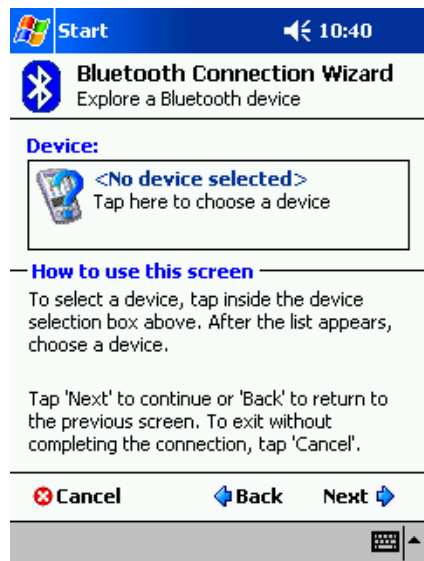 Start 10:40
Bluetooth Connection Wizard
Explore a Bluetooth device
Device:
<No device selected>
Tap here to choose a device
How to use this screen
To select a device, tap inside the device
selection box above. After the list appears,
choose a device.
Tap 'Next' to continue or 'Back' to return to
the previous screen. To exit without
completing the connection, tap 'Cancel'.
Cancel Back Next